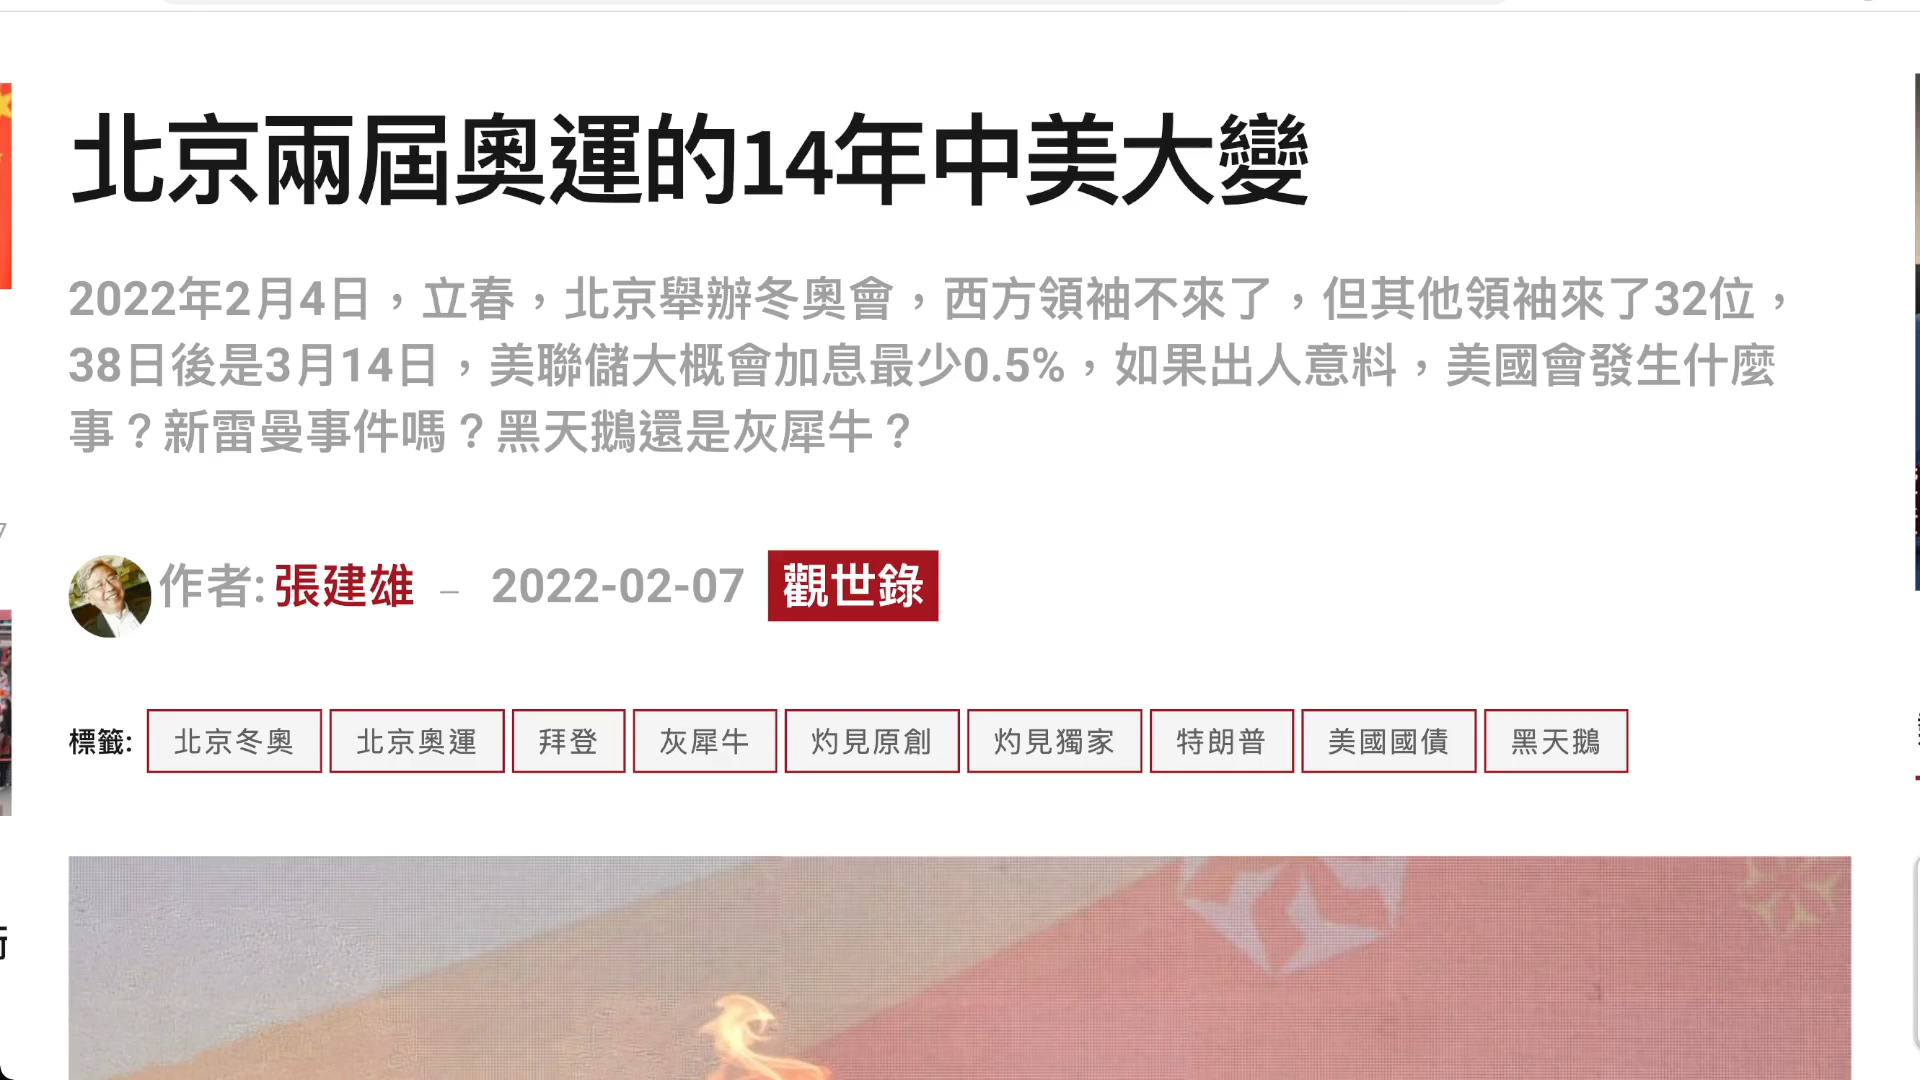 北京兩屆奧運的14年中美大變
2022年2月4日，立春，北京舉辦冬奧會，西方領袖不來了，但其他領袖來了32位，
38日後是3月14日，美聯儲大概會加息最少0.5%，如果出人意料，美國會發生什麼
事？新雷曼事件嗎？黑天鵝還是灰犀牛？
作者: 張建雄 – 2022-02-07 觀世錄
標籤: 北京冬奧 北京奧運 拜登 灰犀牛 灼見原創 灼見獨家 特朗普 美國國債 黑天鵝